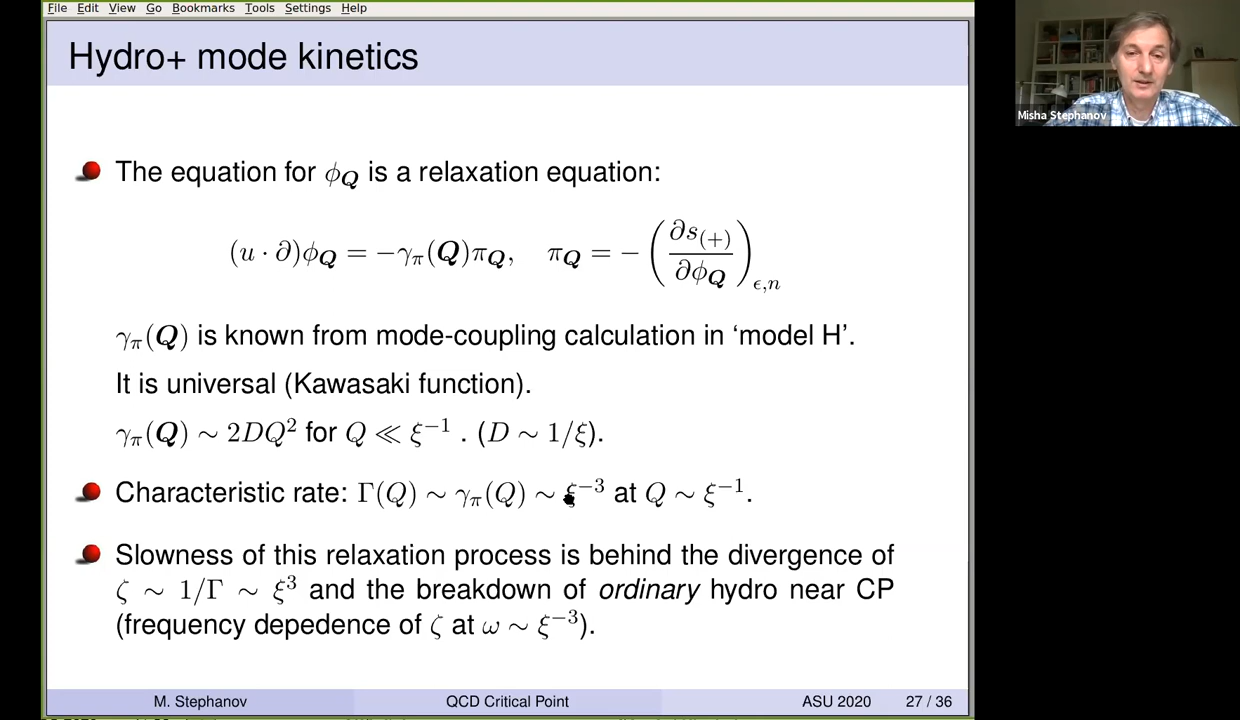 File Edit View Go Bookmarks Tools Settings Help
Hydro+ mode kinetics
Misha Stephanov
The equation for ϕ_Q is a relaxation equation:
(u · ∂)ϕ_Q = −γ_π(Q)π_Q, π_Q = −(∂s_(+)/∂ϕ_Q)_ϵ,n
γ_π(Q) is known from mode-coupling calculation in ‘model H’.
It is universal (Kawasaki function).
γ_π(Q) ∼ 2DQ² for Q ≪ ξ⁻¹ . (D ∼ 1/ξ).
Characteristic rate: Γ(Q) ∼ γ_π(Q) ∼ ξ⁻³ at Q ∼ ξ⁻¹.
Slowness of this relaxation process is behind the divergence of
ζ ∼ 1/Γ ∼ ξ³ and the breakdown of ordinary hydro near CP
(frequency depedence of ζ at ω ∼ ξ⁻³).
M. Stephanov QCD Critical Point ASU 2020 27 / 36